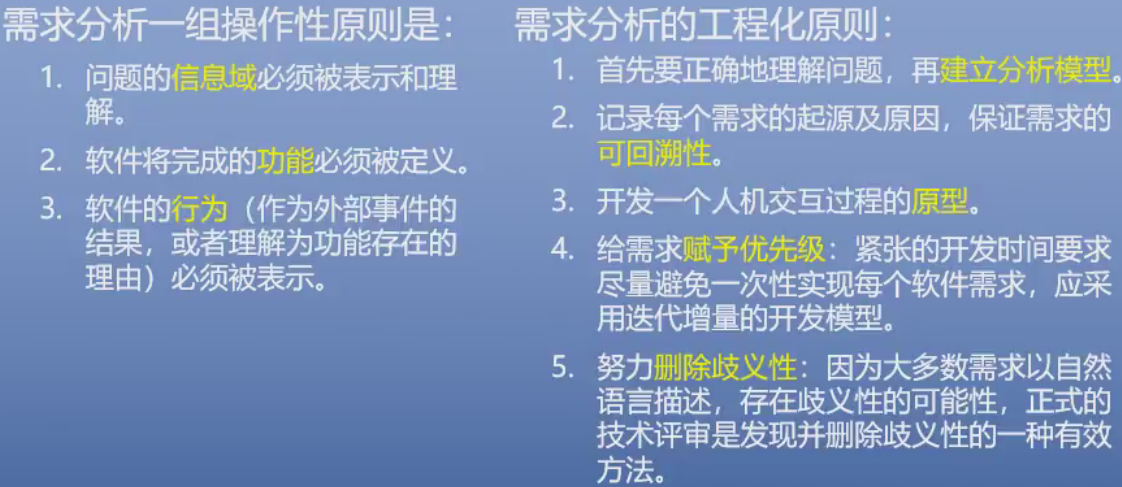 需求分析一组操作性原则是：
1. 问题的信息域必须被表示和理
解。
2. 软件将完成的功能必须被定义。
3. 软件的行为（作为外部事件的
结果，或者理解为功能存在的
理由）必须被表示。
需求分析的工程化原则：
1. 首先要正确地理解问题，再建立分析模型。
2. 记录每个需求的起源及原因，保证需求的
可回溯性。
3. 开发一个人机交互过程的原型。
4. 给需求赋予优先级：紧张的开发时间要求
尽量避免一次性实现每个软件需求，应采
用迭代增量的开发模型。
5. 努力删除歧义性：因为大多数需求以自然
语言描述，存在歧义性的可能性，正式的
技术评审是发现并删除歧义性的一种有效
方法。